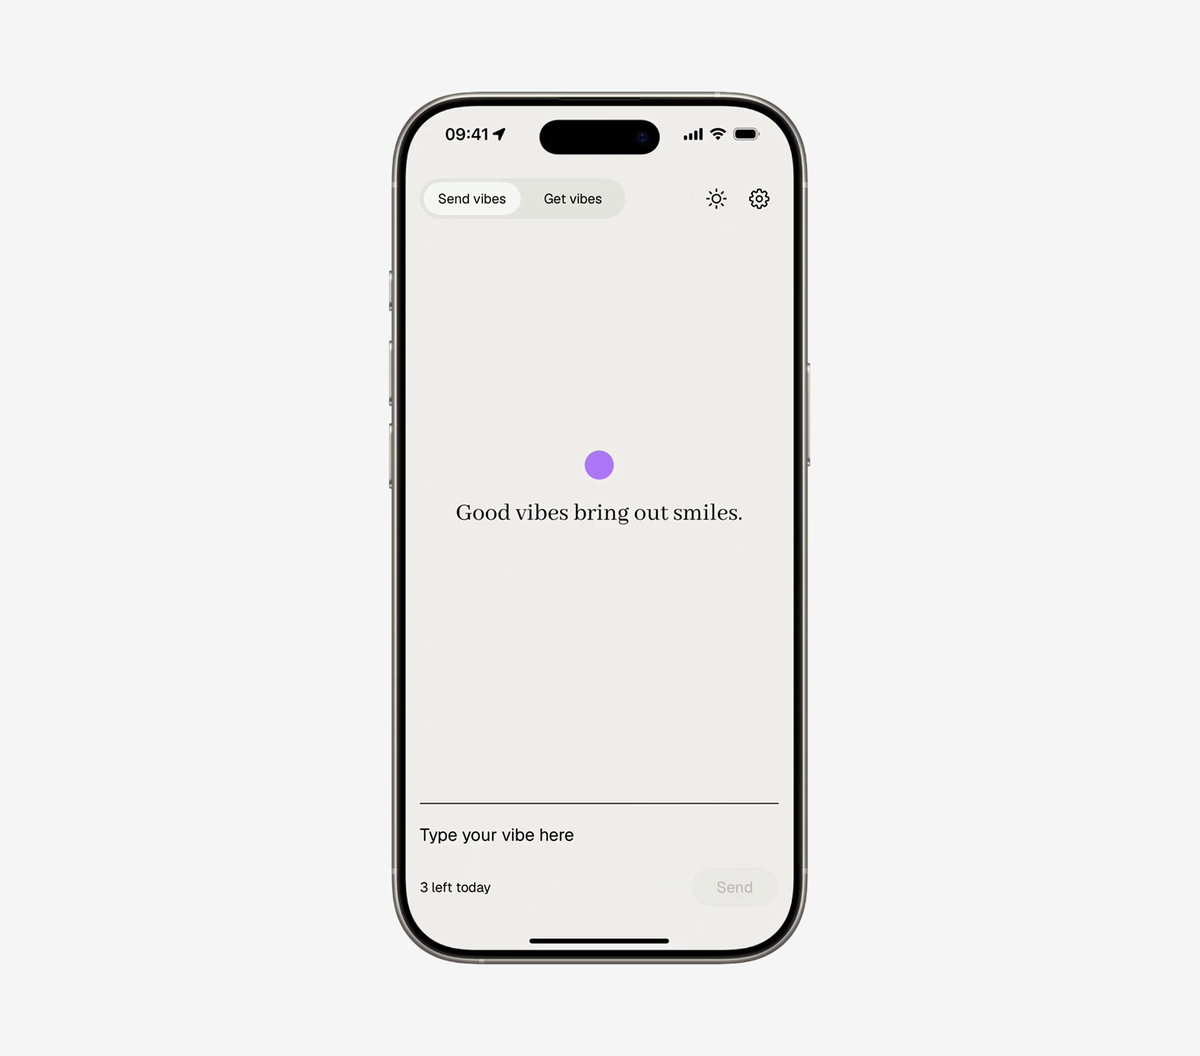 09:41
Send vibes Get vibes
Good vibes bring out smiles.
Type your vibe here
3 left today Send